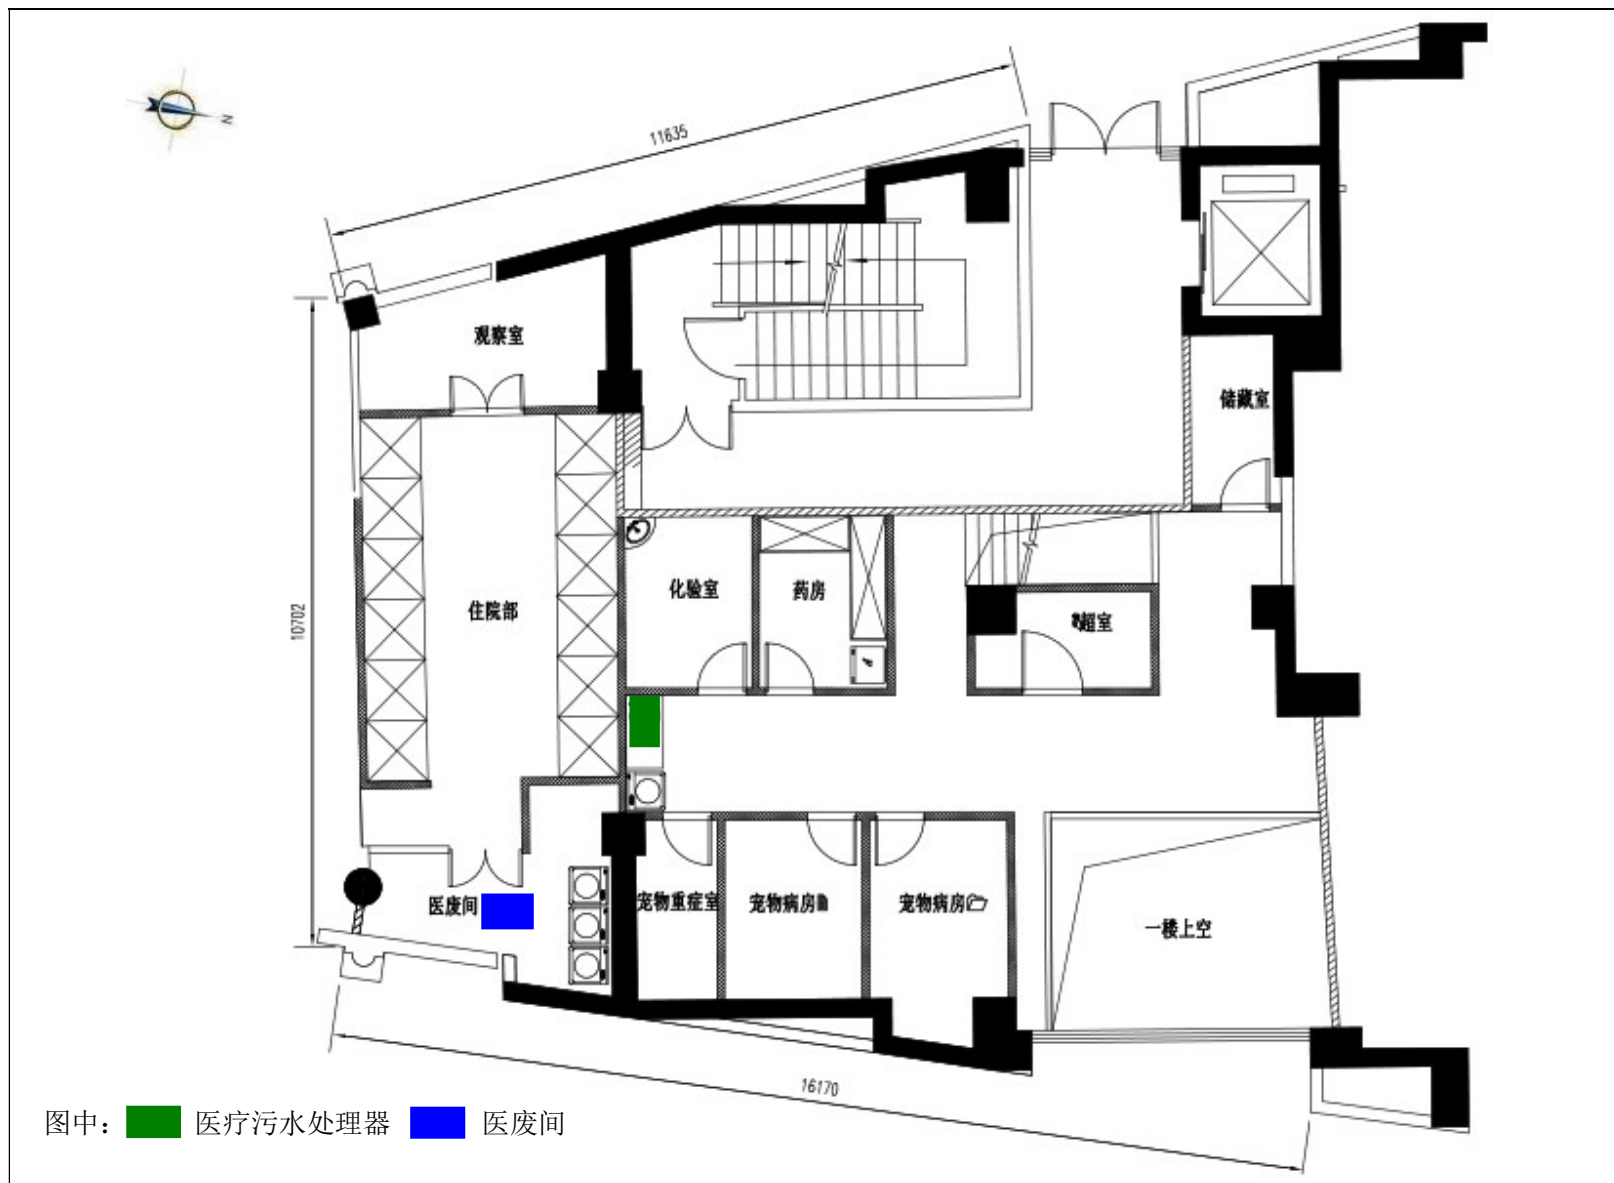 N
11635
观察室
储藏室
10702
住院部
化验室
药房
超室
医废间
宠物重症室
宠物病房
宠物病房
一楼上空
16170
图中：
医疗污水处理器
医废间